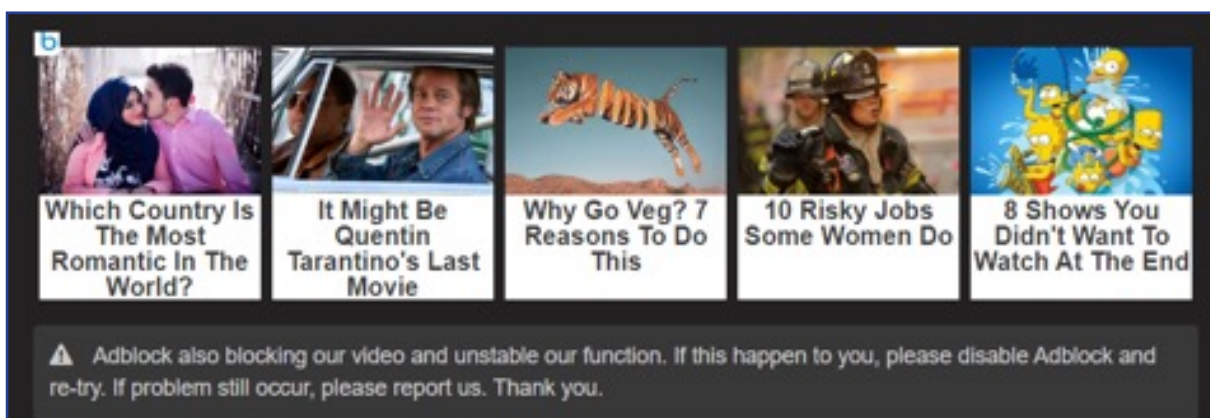 b
Which Country Is
The Most
Romantic In The
World?
It Might Be
Quentin
Tarantino's Last
Movie
Why Go Veg? 7
Reasons To Do
This
10 Risky Jobs
Some Women Do
8 Shows You
Didn't Want To
Watch At The End
Adblock also blocking our video and unstable our function. If this happen to you, please disable Adblock and
re-try. If problem still occur, please report us. Thank you.